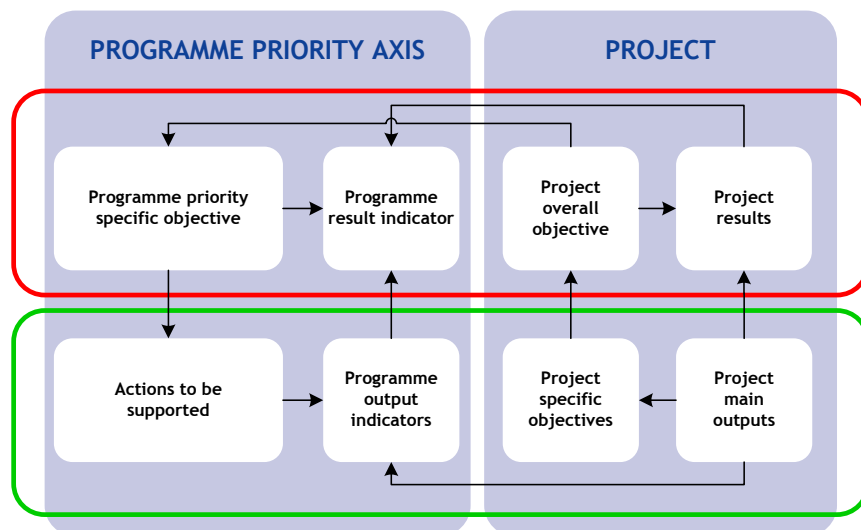 PROGRAMME PRIORITY AXIS
PROJECT
Programme priority
specific objective
Programme
result indicator
Project
overall
objective
Project
results
Actions to be
supported
Programme
output
indicators
Project
specific
objectives
Project
main
outputs